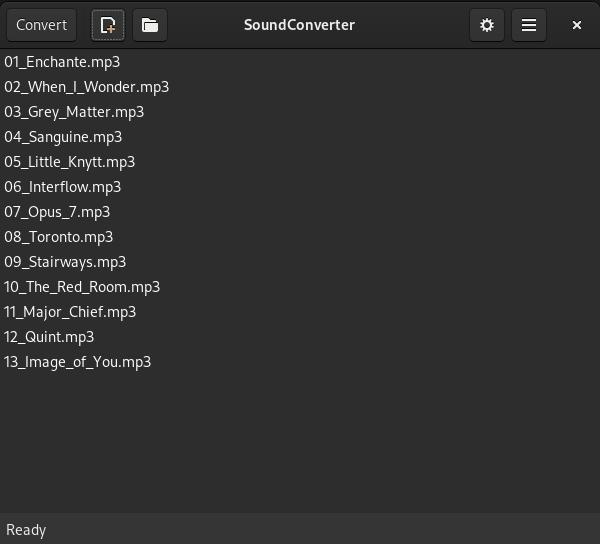 Convert SoundConverter
01_Enchante.mp3
02_When_I_Wonder.mp3
03_Grey_Matter.mp3
04_Sanguine.mp3
05_Little_Knytt.mp3
06_Interflow.mp3
07_Opus_7.mp3
08_Toronto.mp3
09_Stairways.mp3
10_The_Red_Room.mp3
11_Major_Chief.mp3
12_Quint.mp3
13_Image_of_You.mp3
Ready